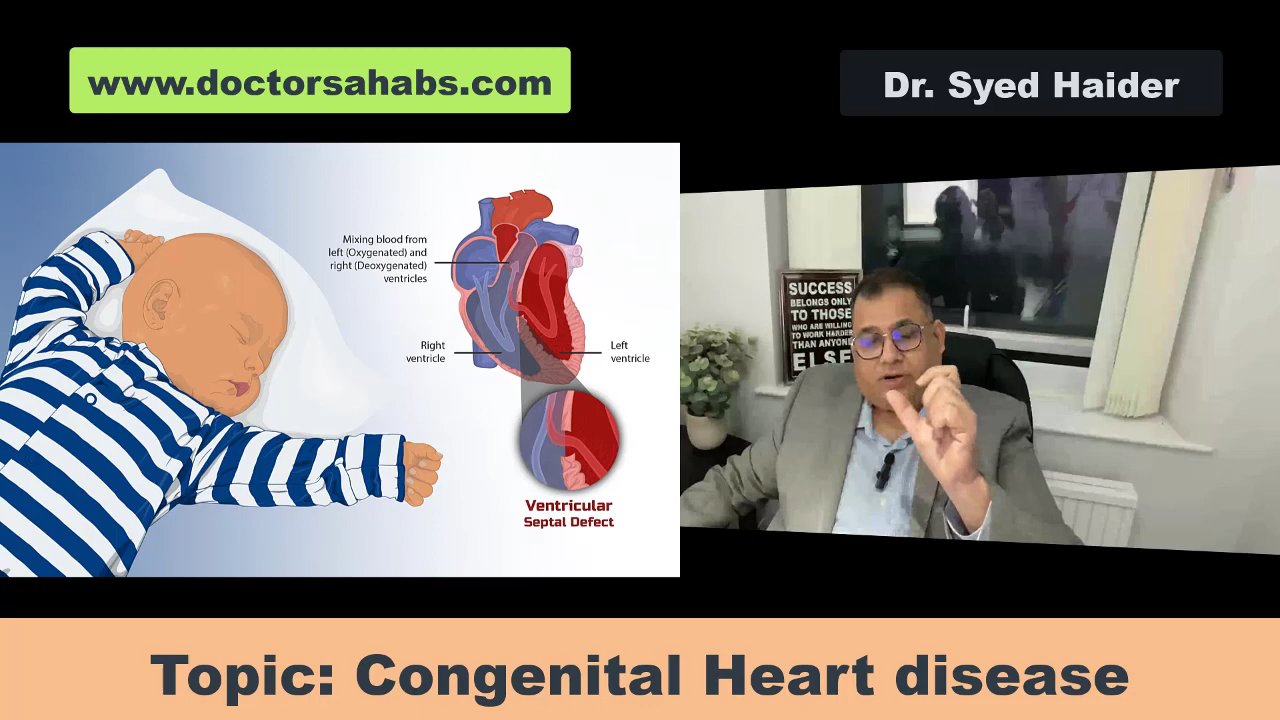 www.doctorsahabs.com
Dr. Syed Haider
Mixing blood from
left (Oxygenated) and
right (Deoxygenated)
ventricles
Right
ventricle
Left
ventricle
Ventricular
Septal Defect
SUCCESS
BELONGS ONLY
TO THOSE
WHO ARE WILLING
TO WORK HARDER
THAN ANYONE
ELSE
Topic: Congenital Heart disease